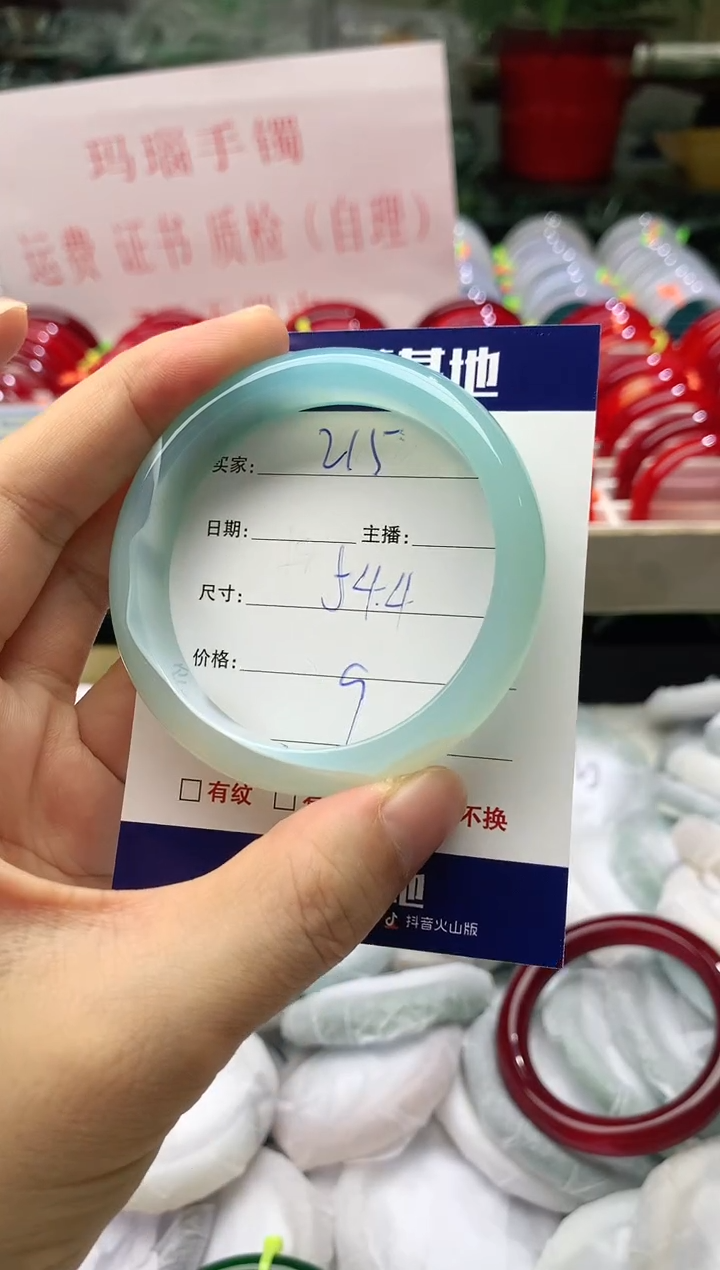 玛瑙手镯
运费 证书 质检（自理）
基地
买家: 215
日期: 主播:
尺寸: 54.4
价格: 9
□有纹 □ 不换
地
抖音火山版